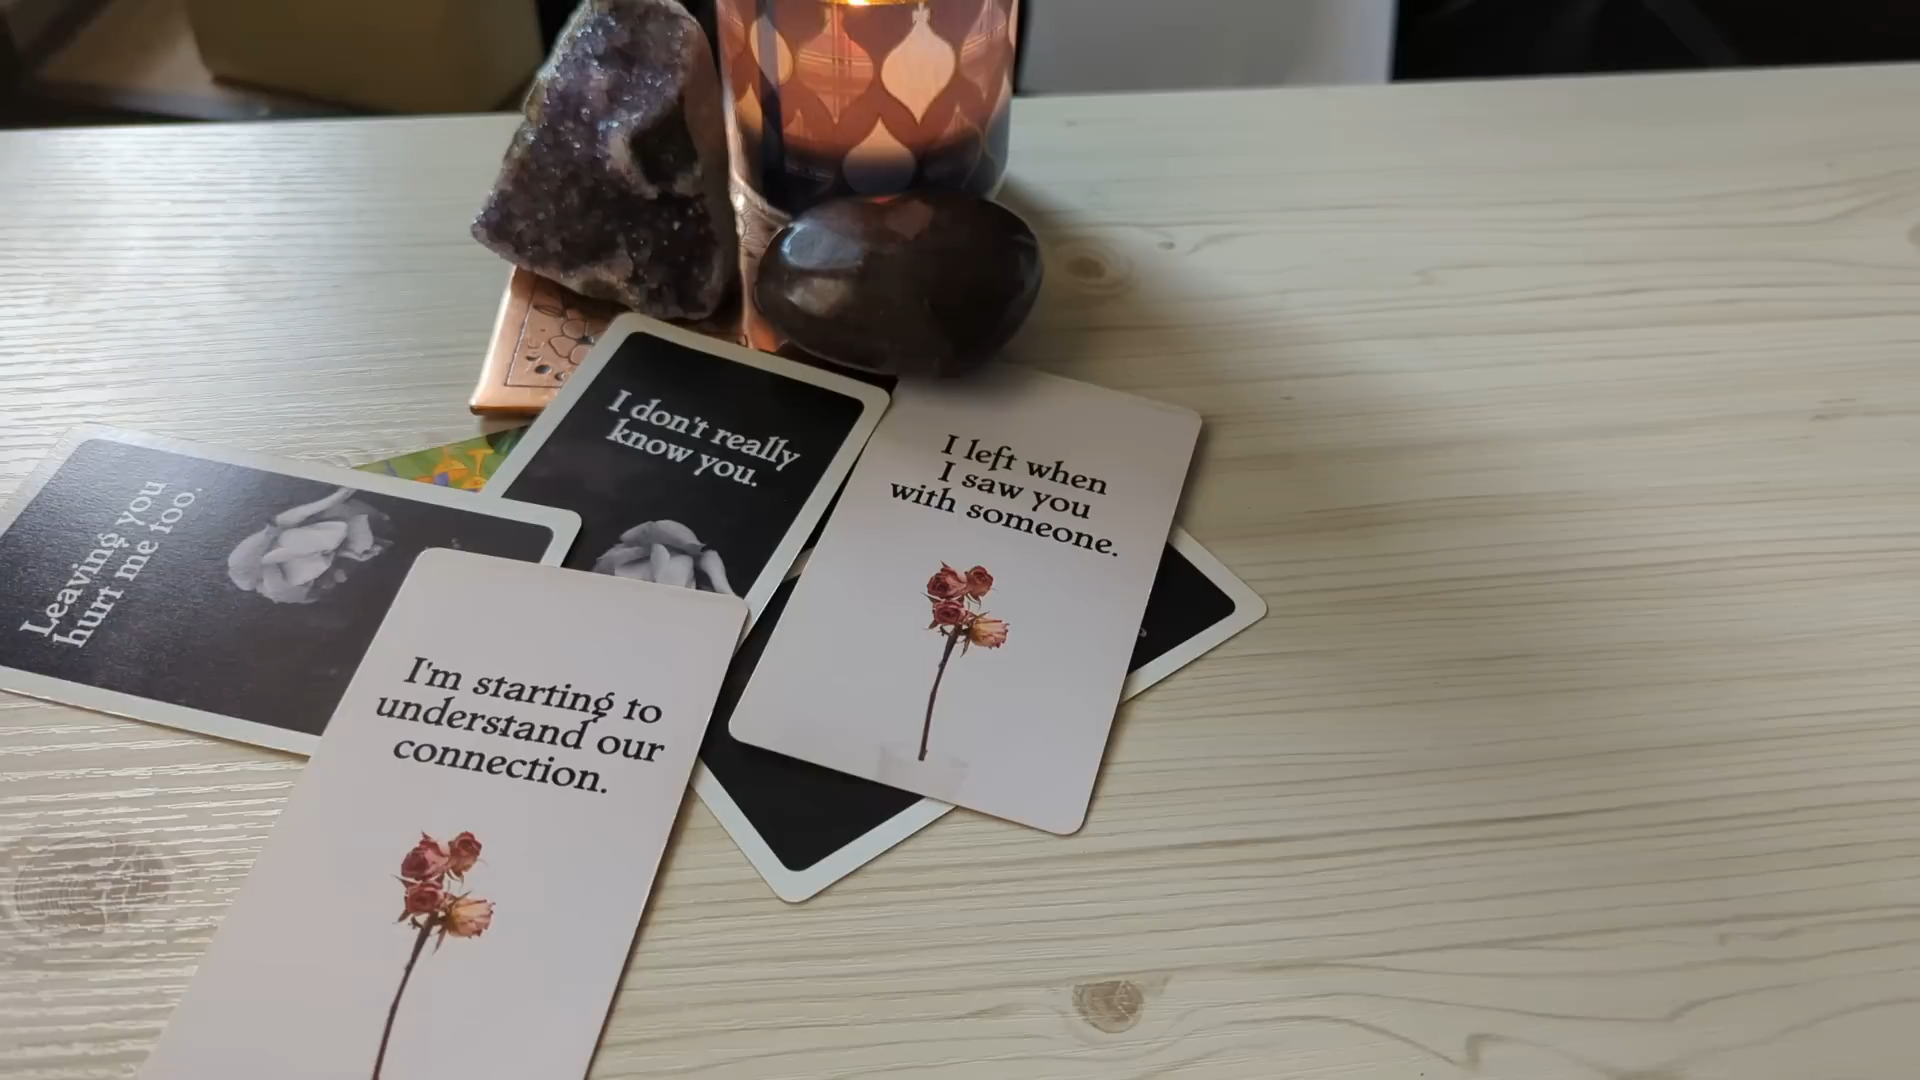 I don't really
know you.
I left when
I saw you
with someone.
Leaving you
hurt me too.
I'm starting to
understand our
connection.